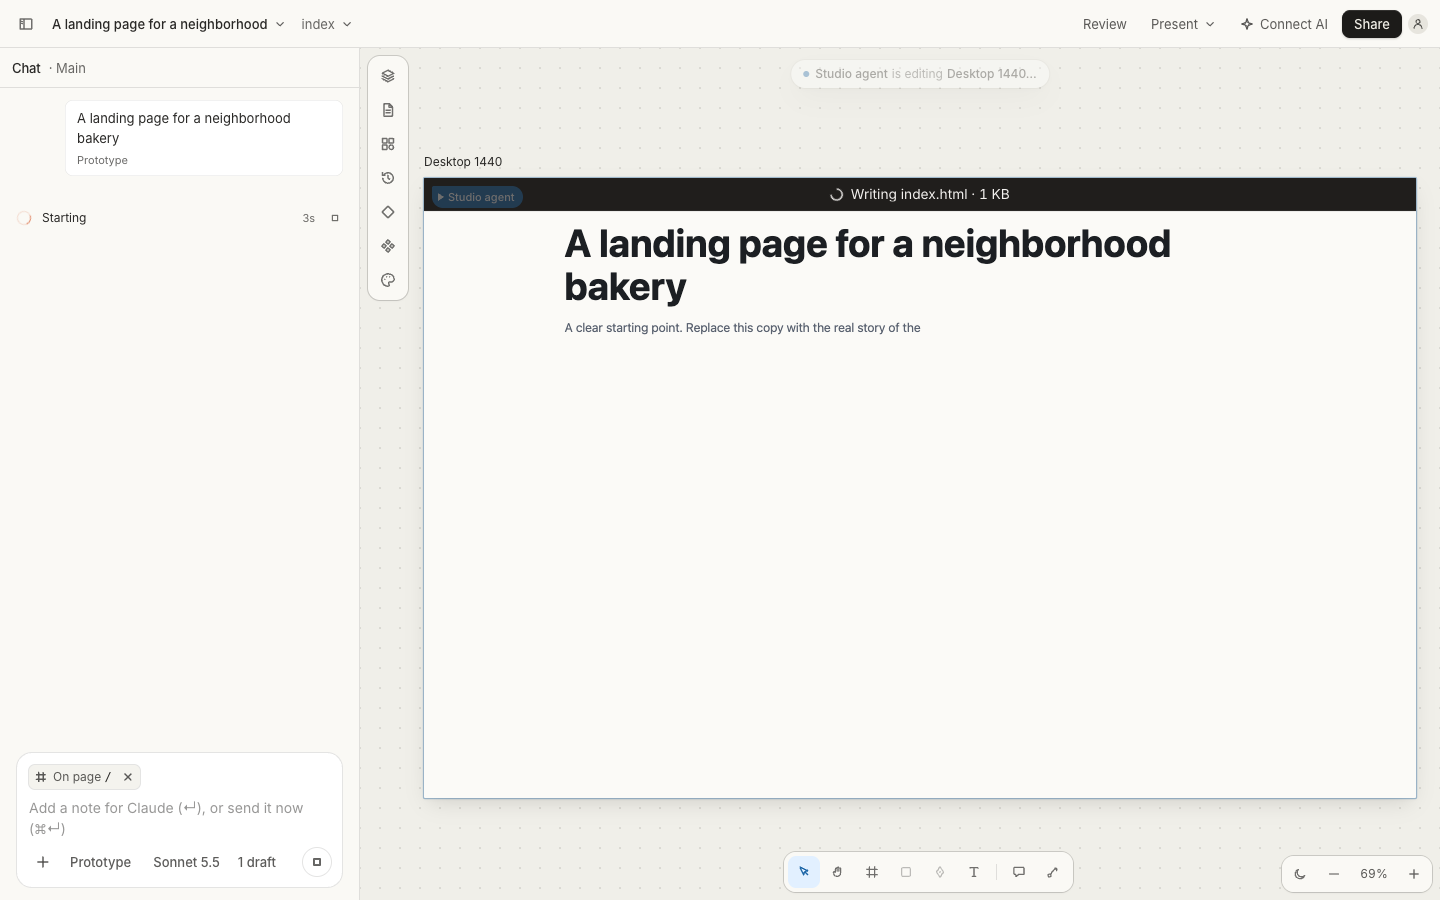 A landing page for a neighborhood
index
Review
Present
Connect AI
Share
Chat · Main
A landing page for a neighborhood
bakery
Prototype
Starting
3s
Studio agent is editing Desktop 1440...
Desktop 1440
Studio agent
Writing index.html · 1 KB
A landing page for a neighborhood
bakery
A clear starting point. Replace this copy with the real story of the
On page /
Add a note for Claude (↵), or send it now
(⌘↵)
Prototype
Sonnet 5.5
1 draft
T
69%